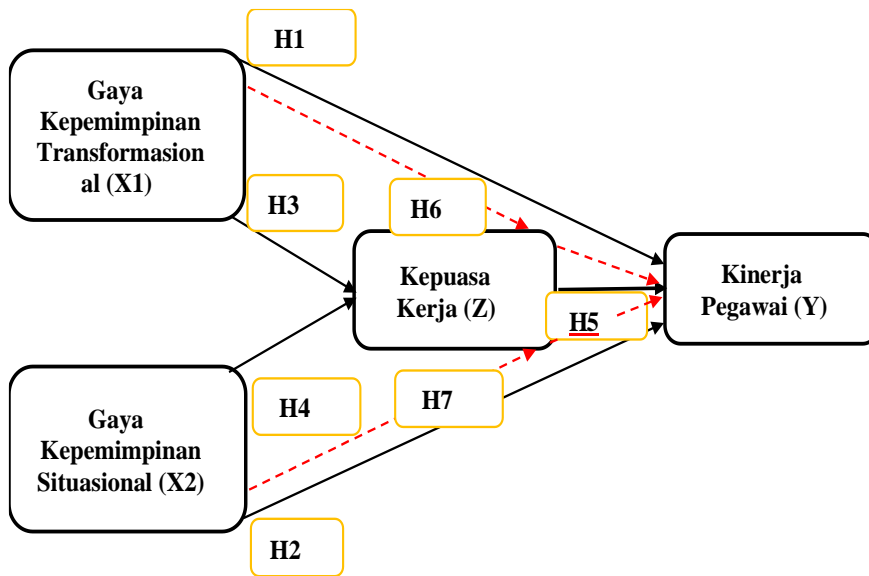 H1
Gaya
Kepemimpinan
Transformasion
al (X1)
H3
H6
Kepuasa
Kerja (Z)
Kinerja
Pegawai (Y)
H5
H4
H7
Gaya
Kepemimpinan
Situasional (X2)
H2